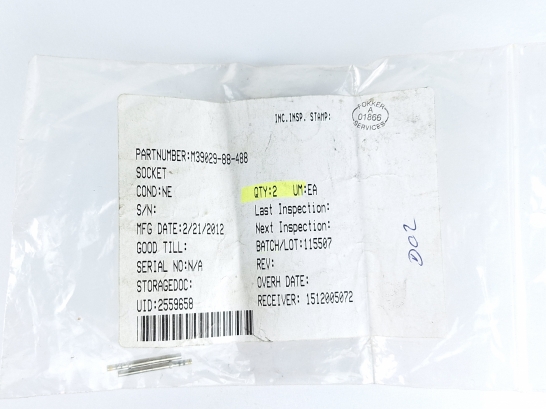 INC.INSP. STAMP:
FOKKER
A
01866
SERVICES
PARTNUMBER:M39029-88-488
SOCKET
COND:NE
QTY:2 UM:EA
S/N:
Last Inspection:
MFG DATE:2/21/2012
Next Inspection:
GOOD TILL:
BATCH/LOT:115507
SERIAL NO:N/A
REV:
STORAGEDOC:
OVERH DATE:
UID:2559658
RECEIVER: 1512005072
D02